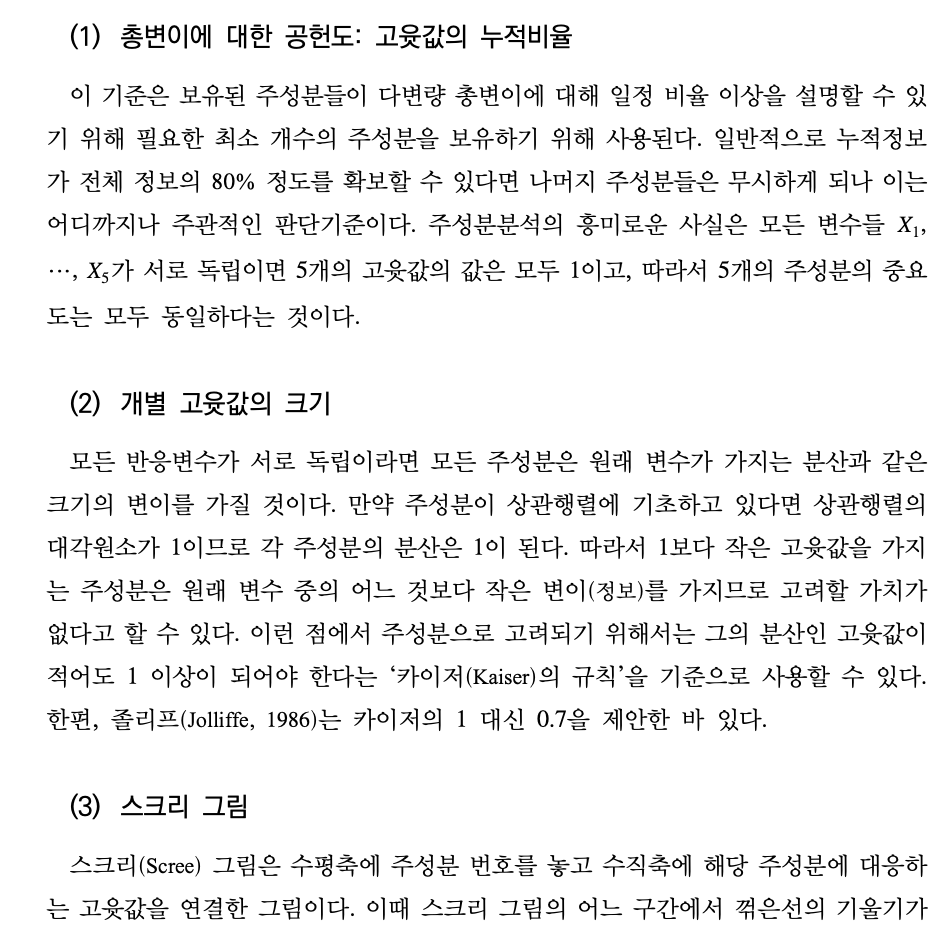 (1) 총변이에 대한 공헌도: 고윳값의 누적비율
이 기준은 보유된 주성분들이 다변량 총변이에 대해 일정 비율 이상을 설명할 수 있
기 위해 필요한 최소 개수의 주성분을 보유하기 위해 사용된다. 일반적으로 누적정보
가 전체 정보의 80% 정도를 확보할 수 있다면 나머지 주성분들은 무시하게 되나 이는
어디까지나 주관적인 판단기준이다. 주성분분석의 흥미로운 사실은 모든 변수들 X₁,
…, X₅가 서로 독립이면 5개의 고윳값의 값은 모두 1이고, 따라서 5개의 주성분의 중요
도는 모두 동일하다는 것이다.
(2) 개별 고윳값의 크기
모든 반응변수가 서로 독립이라면 모든 주성분은 원래 변수가 가지는 분산과 같은
크기의 변이를 가질 것이다. 만약 주성분이 상관행렬에 기초하고 있다면 상관행렬의
대각원소가 1이므로 각 주성분의 분산은 1이 된다. 따라서 1보다 작은 고윳값을 가지
는 주성분은 원래 변수 중의 어느 것보다 작은 변이(정보)를 가지므로 고려할 가치가
없다고 할 수 있다. 이런 점에서 주성분으로 고려되기 위해서는 그의 분산인 고윳값이
적어도 1 이상이 되어야 한다는 ‘카이저(Kaiser)의 규칙’을 기준으로 사용할 수 있다.
한편, 졸리프(Jolliffe, 1986)는 카이저의 1 대신 0.7을 제안한 바 있다.
(3) 스크리 그림
스크리(Scree) 그림은 수평축에 주성분 번호를 놓고 수직축에 해당 주성분에 대응하
는 고윳값을 연결한 그림이다. 이때 스크리 그림의 어느 구간에서 꺾은선의 기울기가